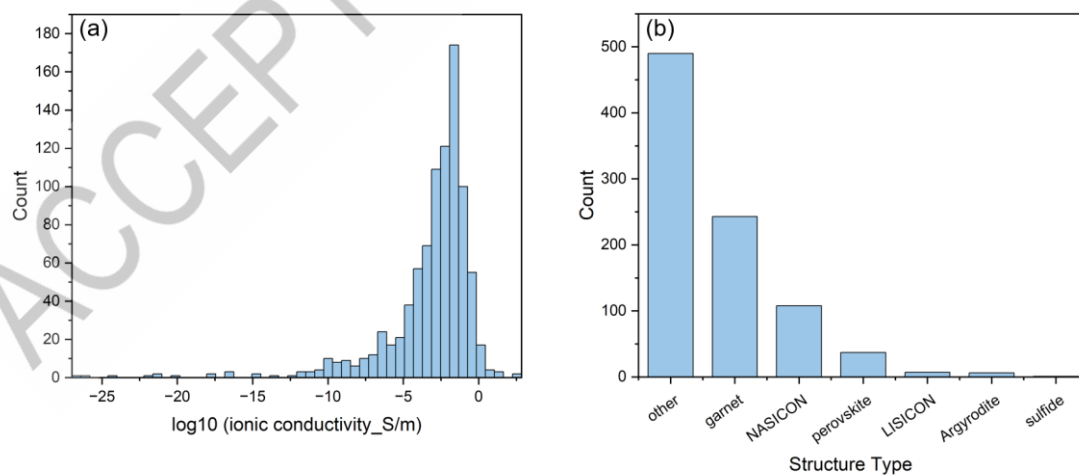 ACCEPT
(a)
Count
180
160
140
120
100
80
60
40
20
0
−25 −20 −15 −10 −5 0
log10 (ionic conductivity_S/m)
(b)
Count
500
400
300
200
100
0
other garnet NASICON perovskite LISICON Argyrodite sulfide
Structure Type